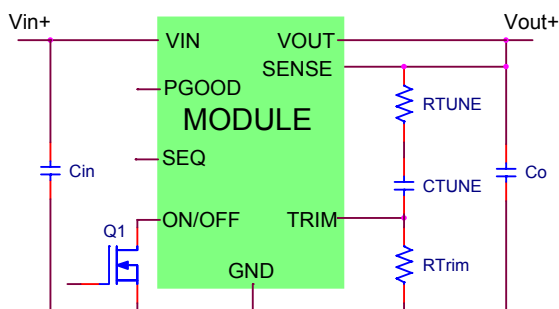 Vin+
Vout+
VIN
VOUT
SENSE
PGOOD
RTUNE
MODULE
SEQ
Cin
CTUNE
Co
ON/OFF
TRIM
Q1
GND
RTrim